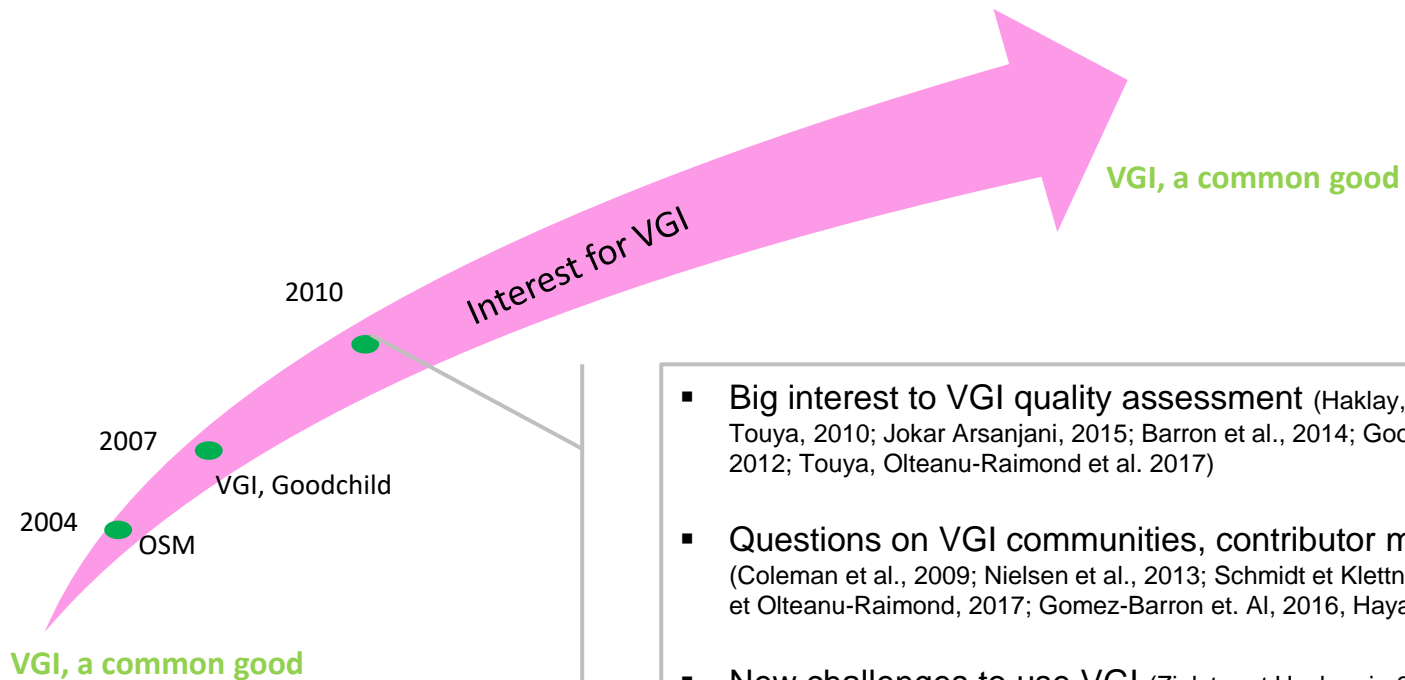 VGI, a common good
Interest for VGI
2010
2007
VGI, Goodchild
2004
OSM
VGI, a common good
▪ Big interest to VGI quality assessment (Haklay,
Touya, 2010; Jokar Arsanjani, 2015; Barron et al., 2014;
2012; Touya, Olteanu-Raimond et al. 2017)
▪ Questions on VGI communities, contributor
(Coleman et al., 2009; Nielsen et al., 2013; Schmidt et
et Olteanu-Raimond, 2017; Gomez-Barron et. Al, 2016,
▪ New challenges to use VGI